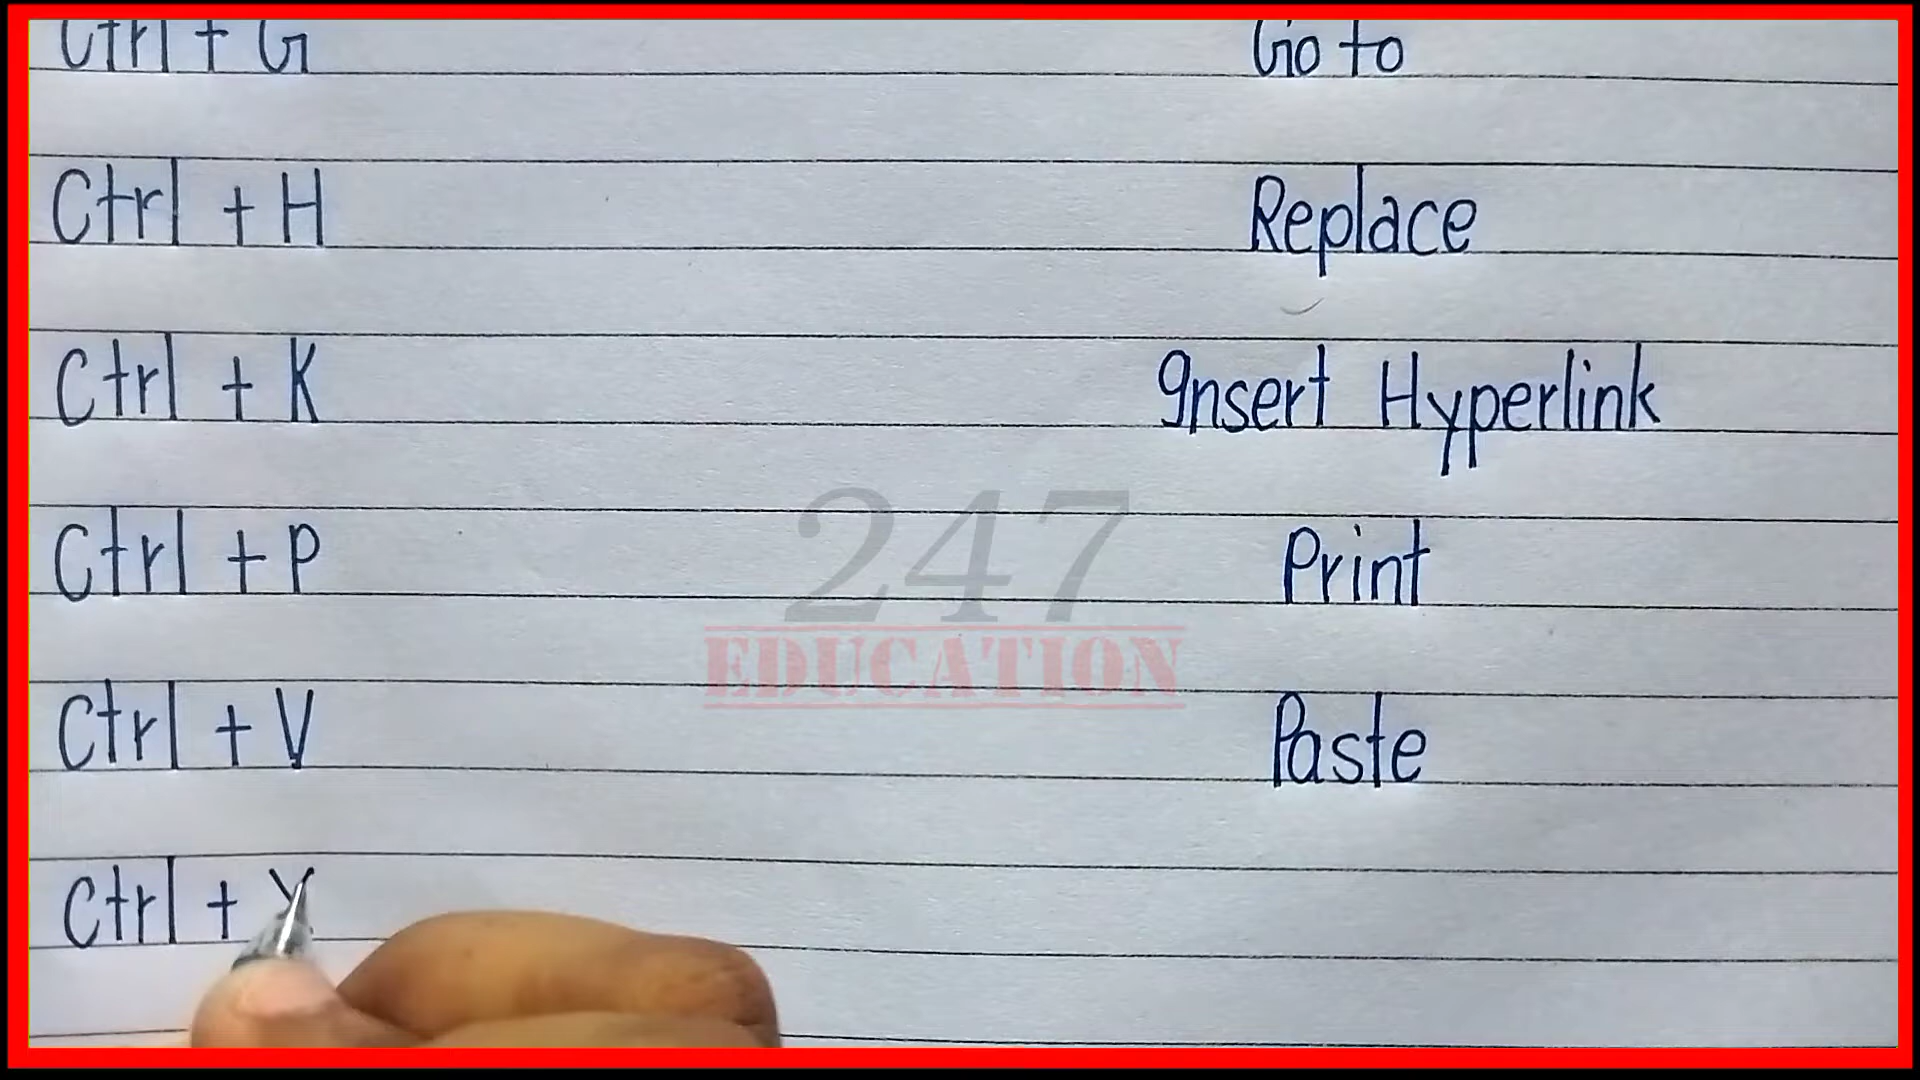 Ctrl + G Go to
Ctrl + H Replace
Ctrl + K Insert Hyperlink
Ctrl + P Print
247
EDUCATION
Ctrl + V Paste
Ctrl + Y